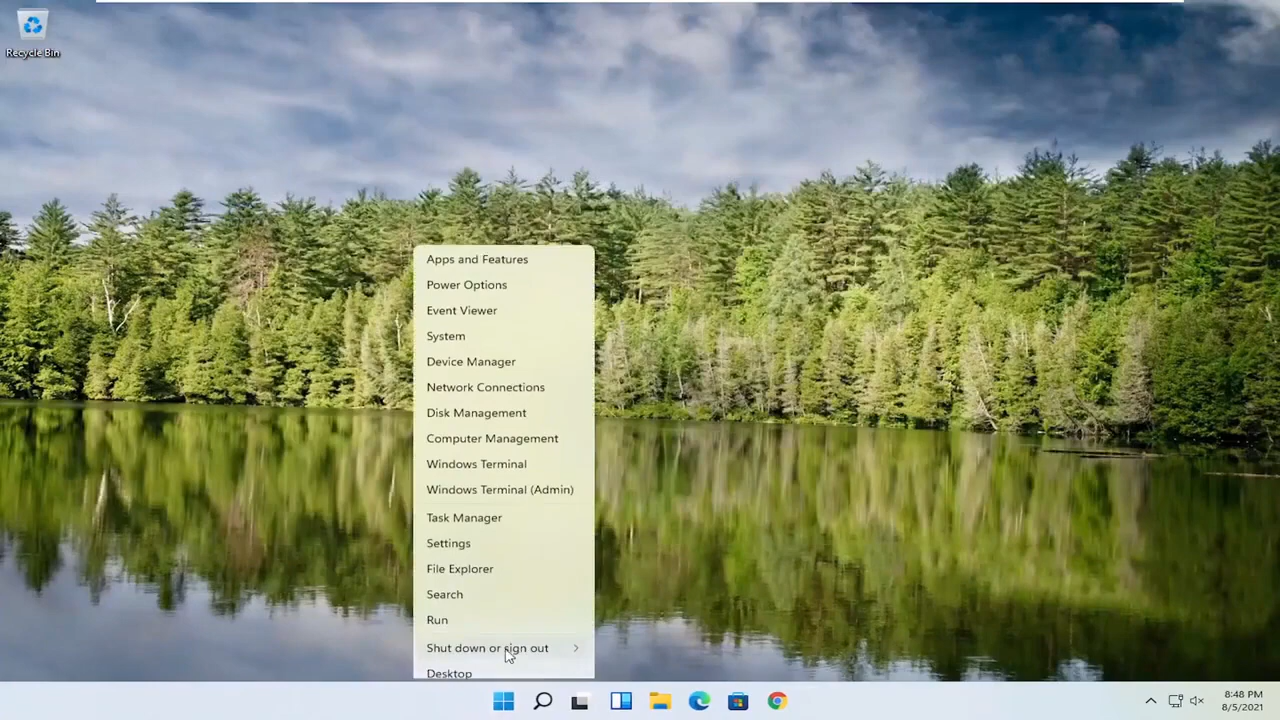 Recycle Bin
Apps and Features
Power Options
Event Viewer
System
Device Manager
Network Connections
Disk Management
Computer Management
Windows Terminal
Windows Terminal (Admin)
Task Manager
Settings
File Explorer
Search
Run
Shut down or sign out
Desktop
8:48 PM
8/5/2021